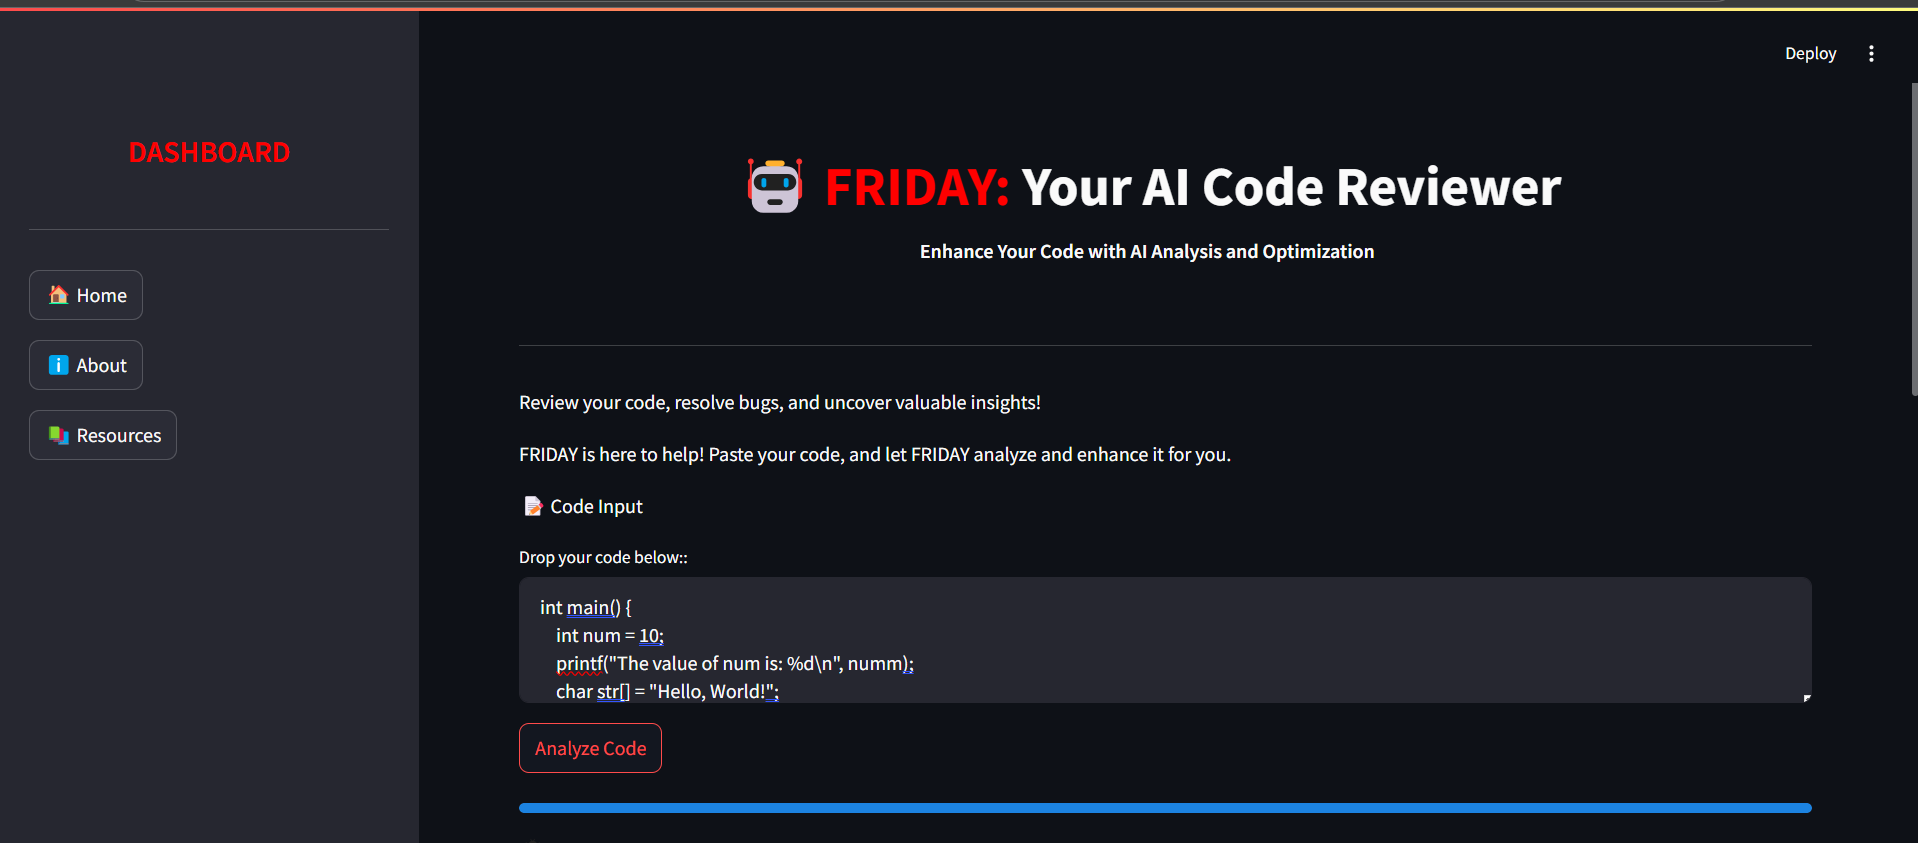 Deploy
DASHBOARD
Home
About
Resources
FRIDAY: Your AI Code Reviewer
Enhance Your Code with AI Analysis and Optimization
Review your code, resolve bugs, and uncover valuable insights!
FRIDAY is here to help! Paste your code, and let FRIDAY analyze and enhance it for you.
Code Input
Drop your code below::
int main() {
int num = 10;
printf("The value of num is: %d\n", numm);
char str[] = "Hello, World!";
Analyze Code